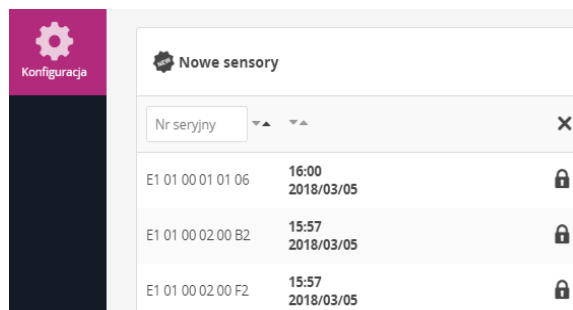 Konfiguracja
NEW Nowe sensory
Nr seryjny
E1 01 00 01 01 06 16:00 2018/03/05
E1 01 00 02 00 B2 15:57 2018/03/05
E1 01 00 02 00 F2 15:57 2018/03/05